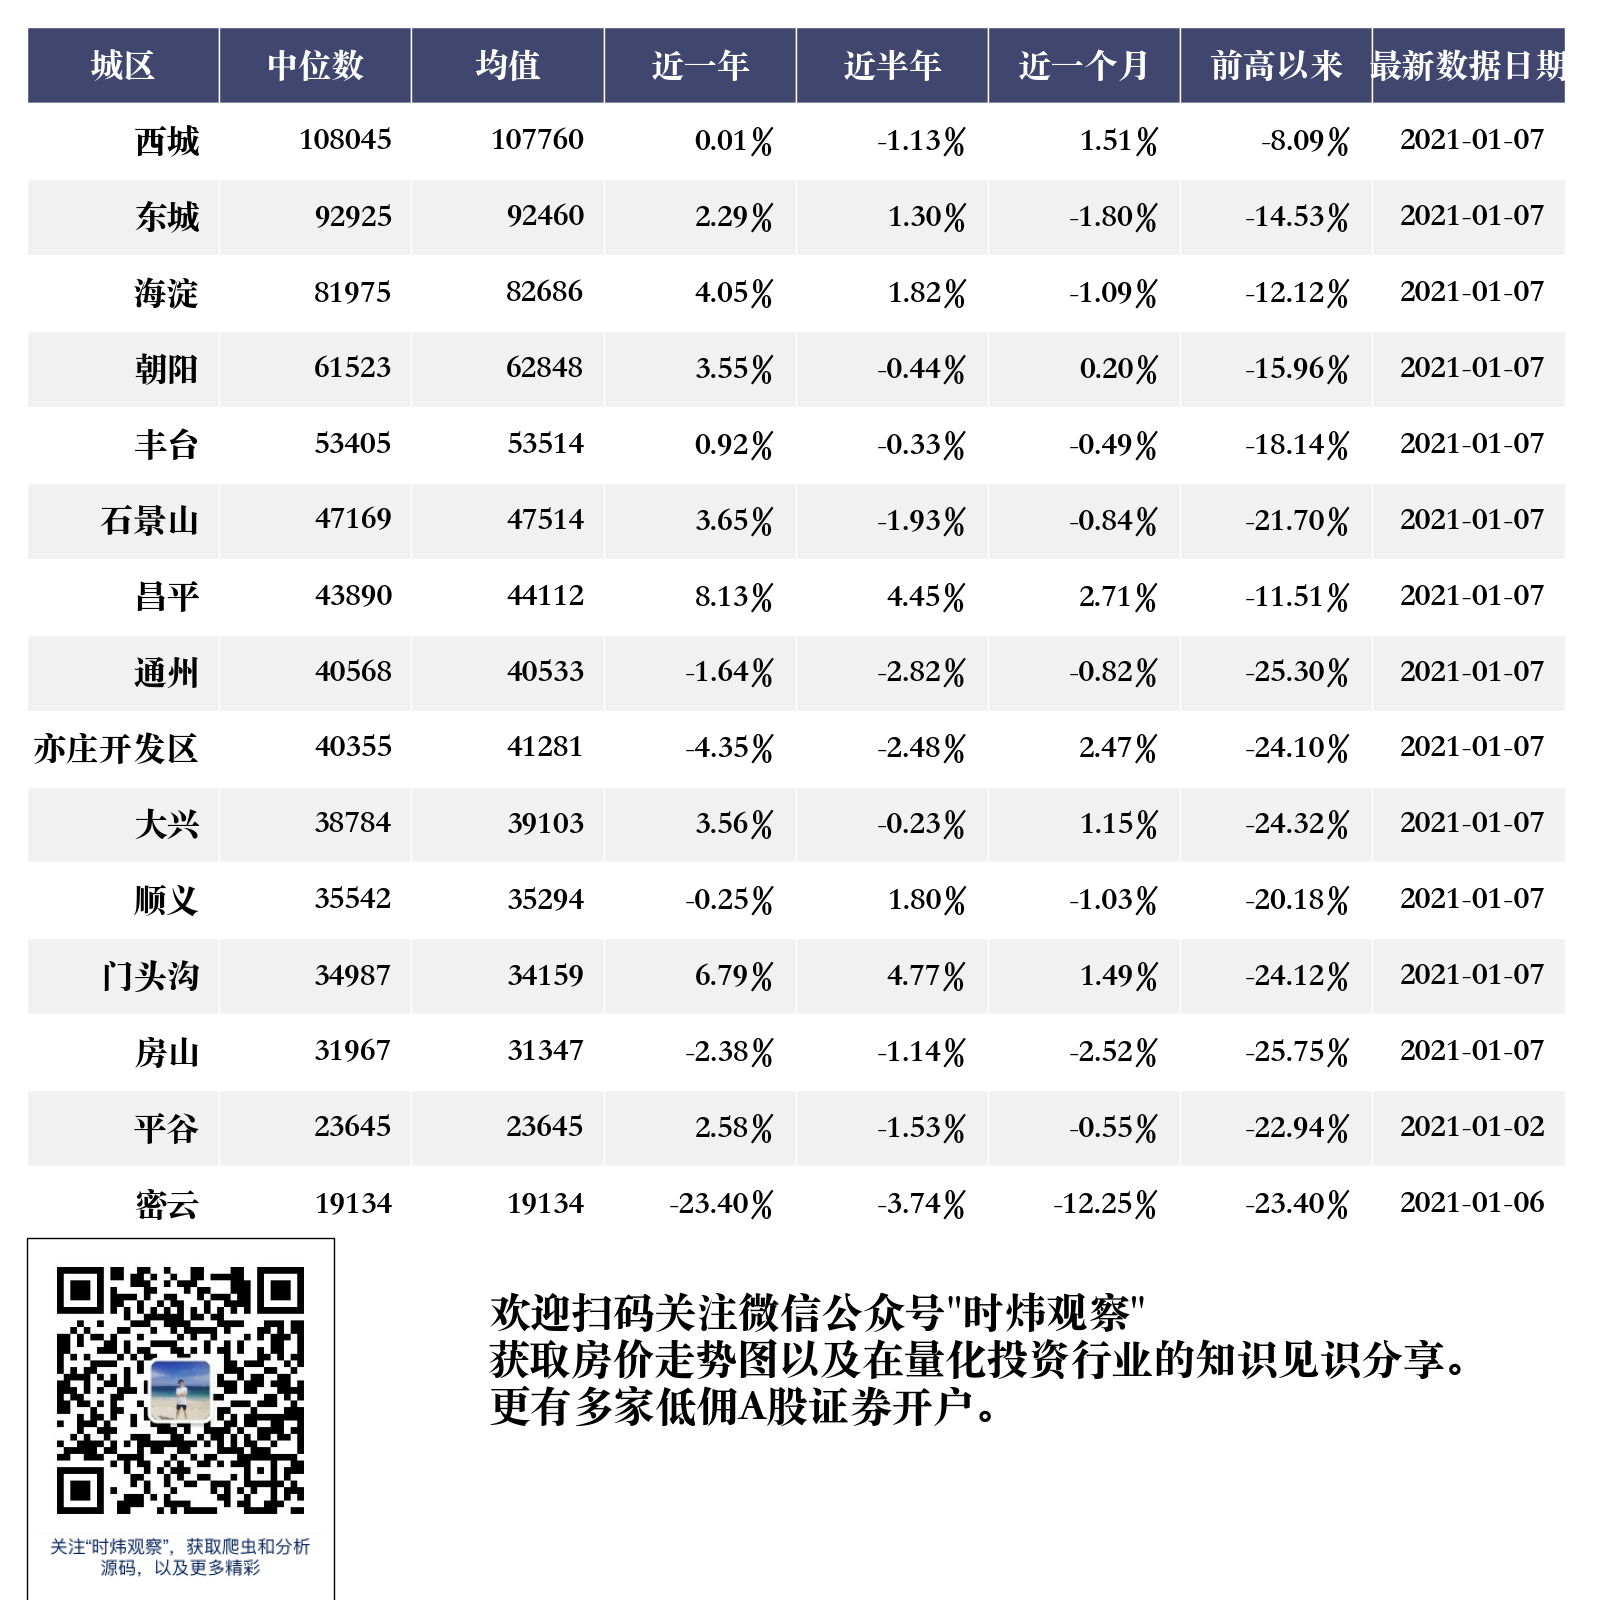 城区 中位数 均值 近一年 近半年 近一个月 前高以来 最新数据日期
西城 108045 107760 0.01% -1.13% 1.51% -8.09% 2021-01-07
东城 92925 92460 2.29% 1.30% -1.80% -14.53% 2021-01-07
海淀 81975 82686 4.05% 1.82% -1.09% -12.12% 2021-01-07
朝阳 61523 62848 3.55% -0.44% 0.20% -15.96% 2021-01-07
丰台 53405 53514 0.92% -0.33% -0.49% -18.14% 2021-01-07
石景山 47169 47514 3.65% -1.93% -0.84% -21.70% 2021-01-07
昌平 43890 44112 8.13% 4.45% 2.71% -11.51% 2021-01-07
通州 40568 40533 -1.64% -2.82% -0.82% -25.30% 2021-01-07
亦庄开发区 40355 41281 -4.35% -2.48% 2.47% -24.10% 2021-01-07
大兴 38784 39103 3.56% -0.23% 1.15% -24.32% 2021-01-07
顺义 35542 35294 -0.25% 1.80% -1.03% -20.18% 2021-01-07
门头沟 34987 34159 6.79% 4.77% 1.49% -24.12% 2021-01-07
房山 31967 31347 -2.38% -1.14% -2.52% -25.75% 2021-01-07
平谷 23645 23645 2.58% -1.53% -0.55% -22.94% 2021-01-02
密云 19134 19134 -23.40% -3.74% -12.25% -23.40% 2021-01-06
欢迎扫码关注微信公众号"时炜观察"
获取房价走势图以及在量化投资行业的知识见识分享。
更有多家低佣A股证券开户。
关注“时炜观察”，获取爬虫和分析
源码，以及更多精彩